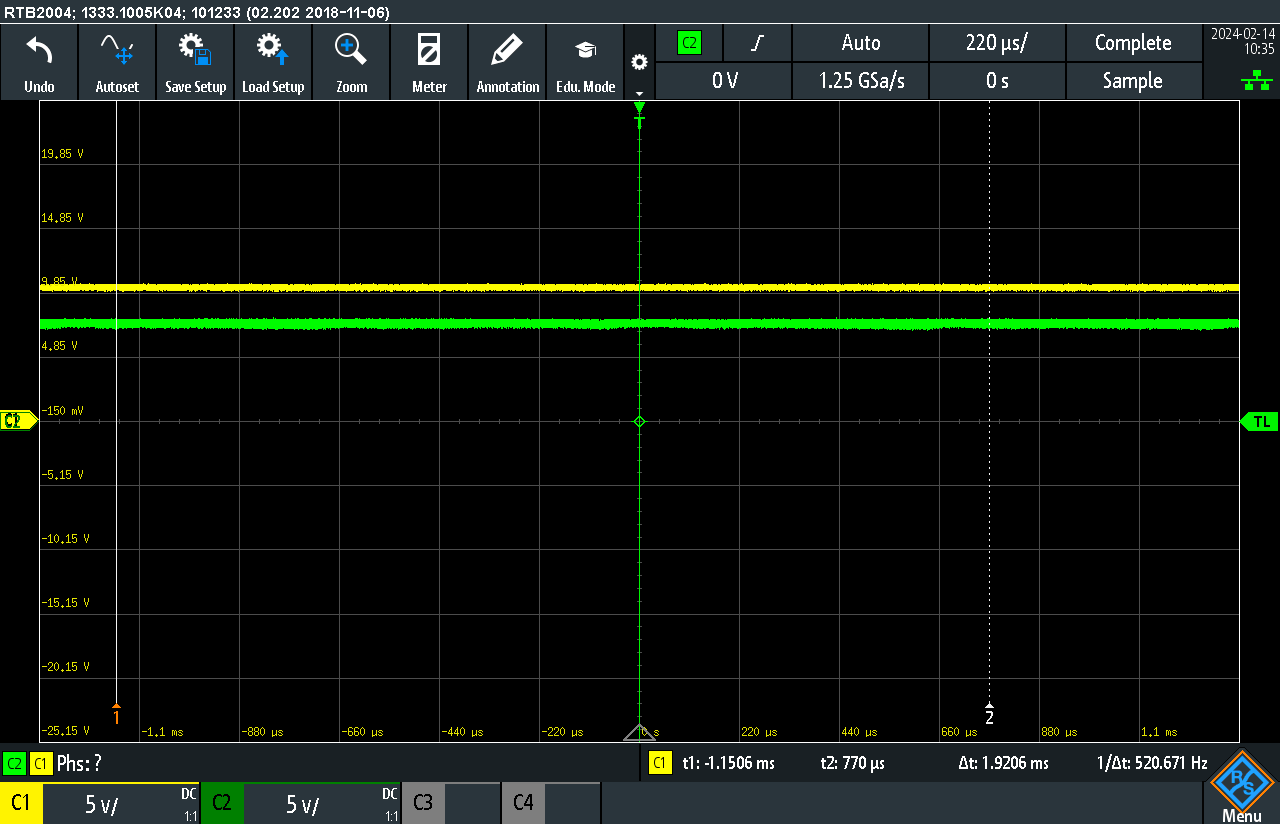 RTB2004; 1333.1005K04; 101233 (02.202 2018-11-06)
Undo Autoset Save Setup Load Setup Zoom Meter Annotation Edu. Mode
C2 Auto 220 µs/ Complete
0 V 1.25 GSa/s 0 s Sample
2024-02-14
10:35
T
19.85 V
14.85 V
9.85 V
4.85 V
-150 mV
TL
-5.15 V
-10.15 V
-15.15 V
-20.15 V
1 2
-25.15 V -1.1 ms -880 µs -660 µs -440 µs -220 µs 0 s 220 µs 440 µs 660 µs 880 µs 1.1 ms
C2 C1 Phs: ? C1 t1: -1.1506 ms t2: 770 µs Δt: 1.9206 ms 1/Δt: 520.671 Hz
C1 5 V/ DC 1:1 C2 5 V/ DC 1:1 C3 C4
R&S
Menu